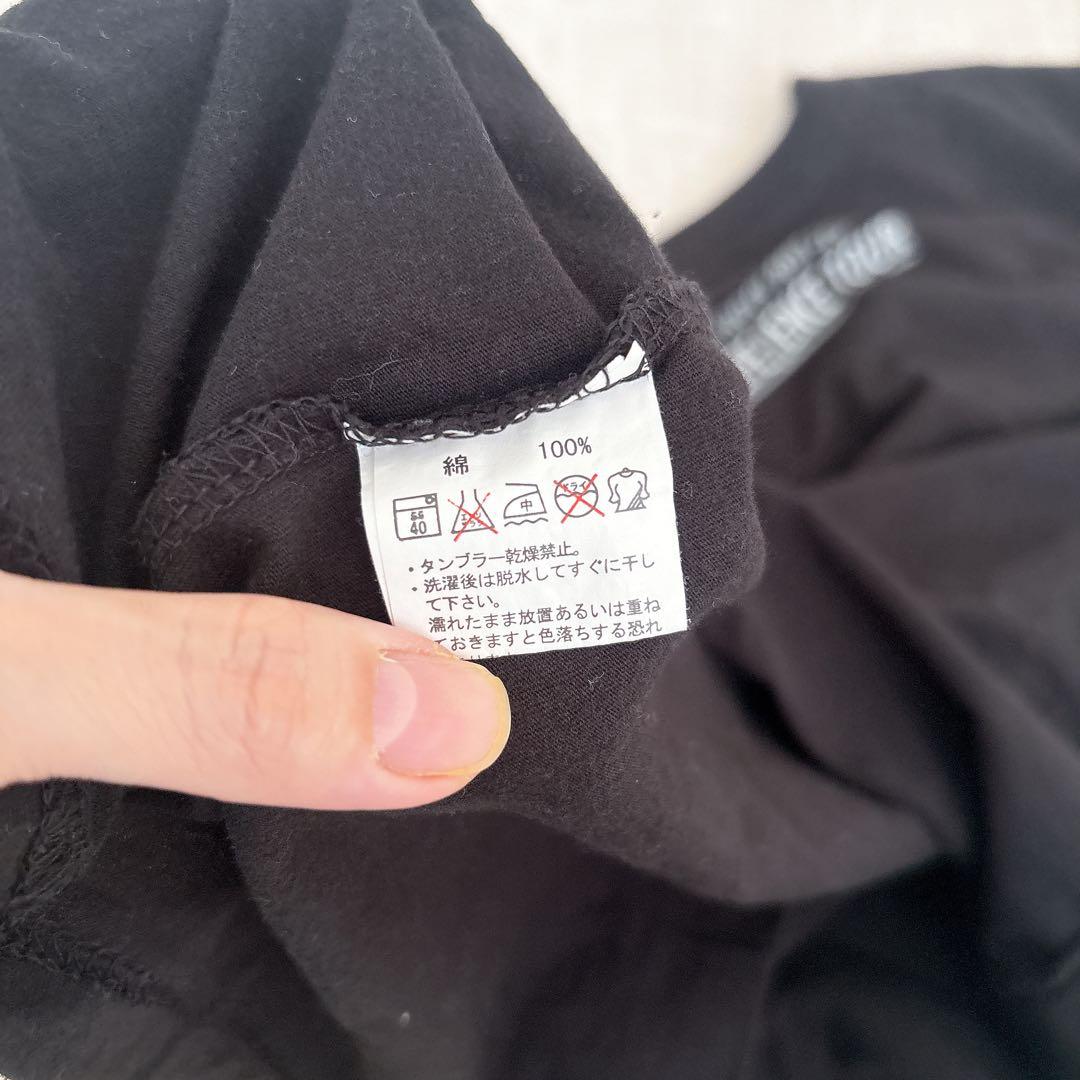 綿 100%
40
中
ドライ
・タンブラー乾燥禁止。
・洗濯後は脱水してすぐに干し
て下さい。
濡れたまま放置あるいは重ね
ておきますと色落ちする恐れ
TOUR